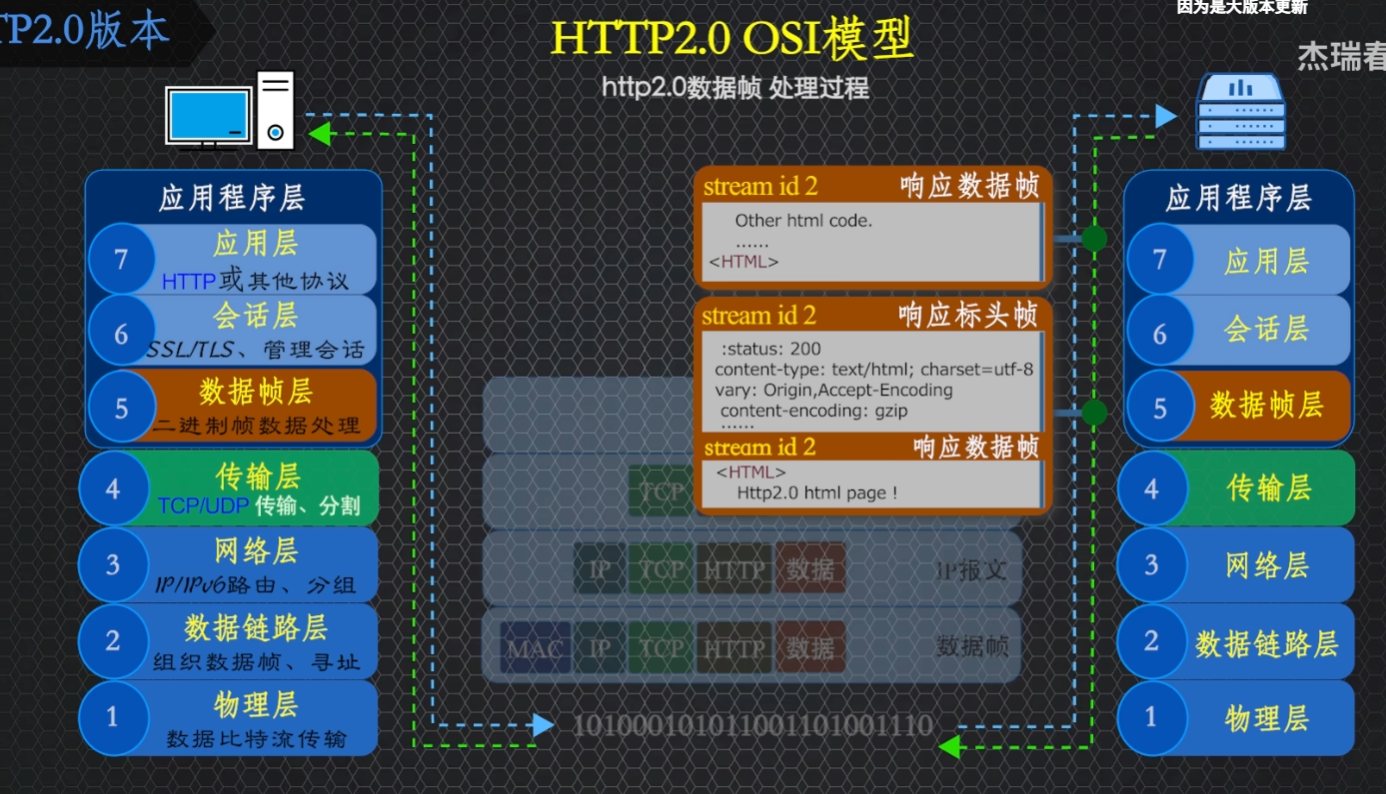 TP2.0版本
因为是大版本更新
HTTP2.0 OSI模型
杰瑞春
http2.0数据帧 处理过程
应用程序层
7
应用层
HTTP或其他协议
6
会话层
SSL/TLS、管理会话
5
数据帧层
二进制帧数据处理
4
传输层
TCP/UDP 传输、分割
3
网络层
IP/IPv6路由、分组
2
数据链路层
组织数据帧、寻址
1
物理层
数据比特流传输
stream id 2 响应数据帧
Other html code.
......
<HTML>
stream id 2 响应标头帧
:status: 200
content-type: text/html; charset=utf-8
vary: Origin,Accept-Encoding
content-encoding: gzip
......
stream id 2 响应数据帧
<HTML>
Http2.0 html page !
TCP
IP TCP HTTP 数据 IP报文
MAC IP TCP HTTP 数据 数据帧
101000101011001101001110
应用程序层
7 应用层
6 会话层
5 数据帧层
4 传输层
3 网络层
2 数据链路层
1 物理层